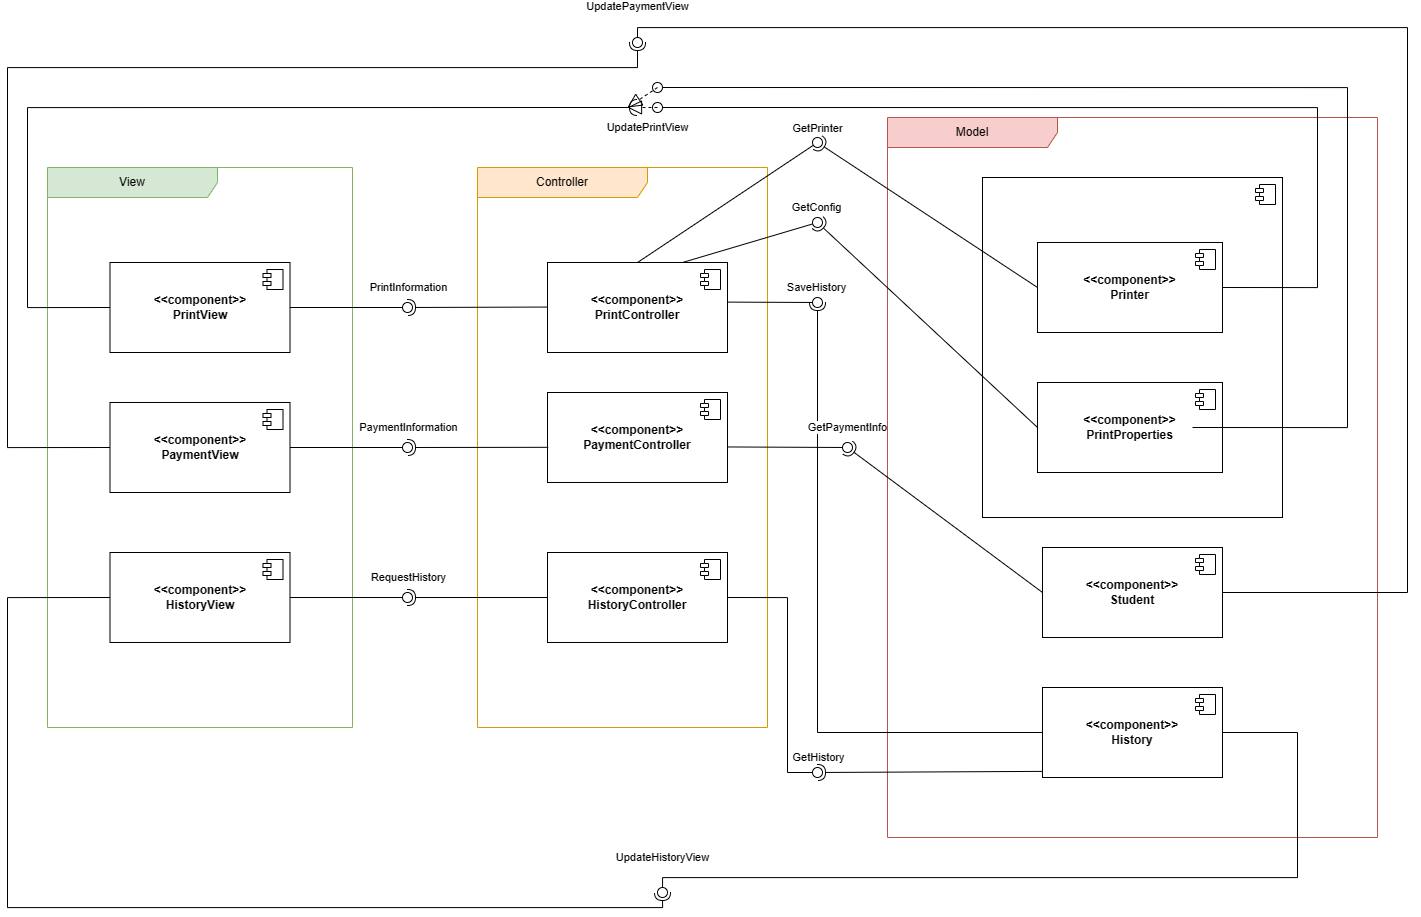 UpdatePaymentView
UpdatePrintView
GetPrinter
Model
View
Controller
GetConfig
<<component>>
Printer
PrintInformation
SaveHistory
<<component>>
PrintView
<<component>>
PrintController
<<component>>
PrintProperties
PaymentInformation
GetPaymentInfo
<<component>>
PaymentView
<<component>>
PaymentController
RequestHistory
<<component>>
HistoryView
<<component>>
HistoryController
<<component>>
Student
<<component>>
History
GetHistory
UpdateHistoryView